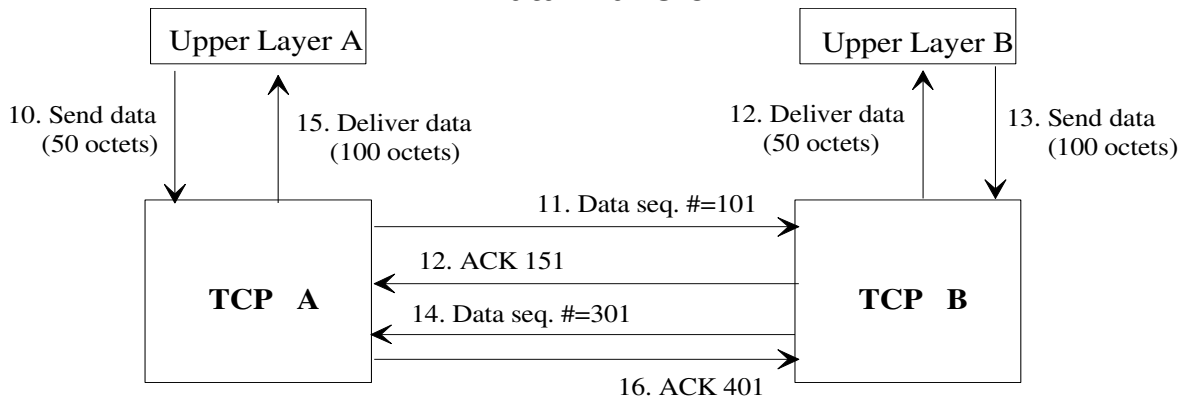 Upper Layer A
Upper Layer B
10. Send data
(50 octets)
15. Deliver data
(100 octets)
12. Deliver data
(50 octets)
13. Send data
(100 octets)
11. Data seq. #=101
12. ACK 151
TCP A
TCP B
14. Data seq. #=301
16. ACK 401